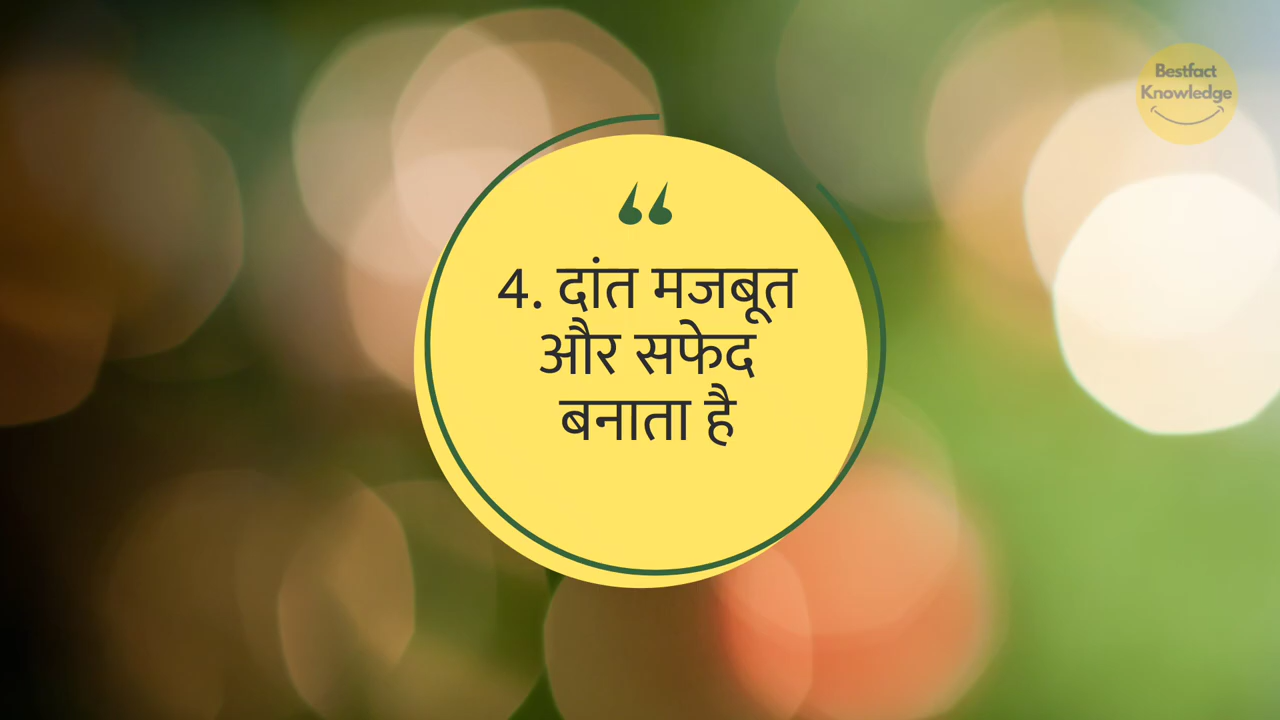 Bestfact
Knowledge
4. दांत मजबूत
और सफेद
बनाता है